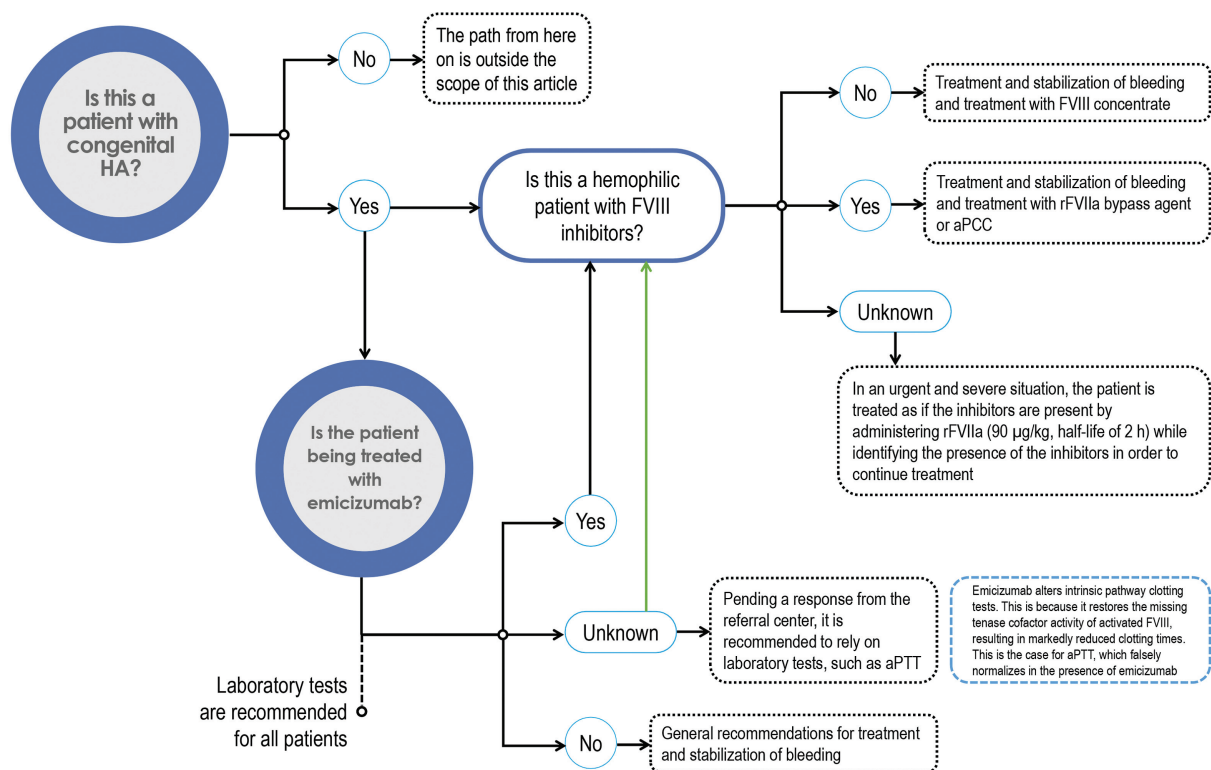 Is this a
patient with
congenital
HA?
No
The path from here
on is outside the
scope of this article
Yes
Is this a hemophilic
patient with FVIII
inhibitors?
No
Treatment and stabilization of bleeding
and treatment with FVIII concentrate
Yes
Treatment and stabilization of bleeding
and treatment with rFVIIa bypass agent
or aPCC
Unknown
In an urgent and severe situation, the patient is
treated as if the inhibitors are present by
administering rFVIIa (90 µg/kg, half-life of 2 h) while
identifying the presence of the inhibitors in order to
continue treatment
Is the patient
being treated
with
emicizumab?
Yes
Unknown
Pending a response from the
referral center, it is
recommended to rely on
laboratory tests, such as aPTT
Emicizumab alters intrinsic pathway clotting
tests. This is because it restores the missing
tenase cofactor activity of activated FVIII,
resulting in markedly reduced clotting times.
This is the case for aPTT, which falsely
normalizes in the presence of emicizumab
No
General recommendations for treatment
and stabilization of bleeding
Laboratory tests
are recommended
for all patients